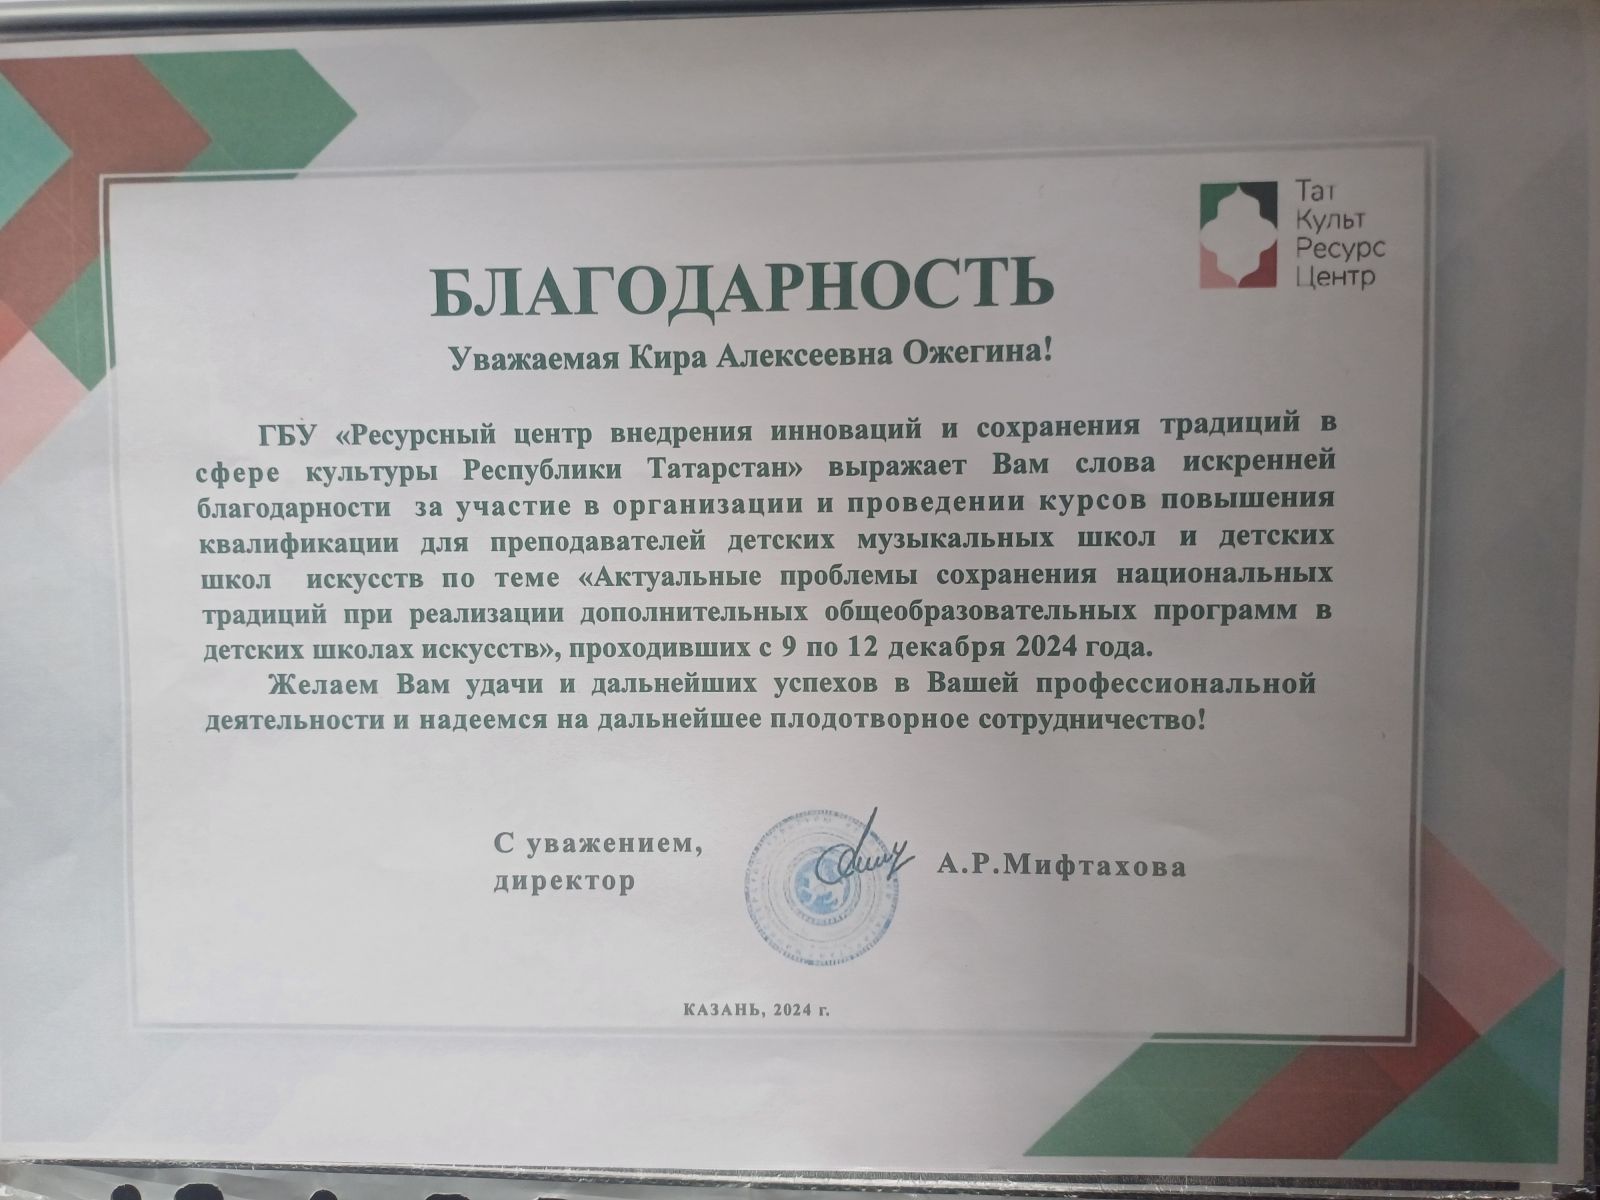 Тат
Культ
Ресурс
Центр
БЛАГОДАРНОСТЬ
Уважаемая Кира Алексеевна Ожегина!
ГБУ «Ресурсный центр внедрения инноваций и сохранения традиций в
сфере культуры Республики Татарстан» выражает Вам слова искренней
благодарности за участие в организации и проведении курсов повышения
квалификации для преподавателей детских музыкальных школ и детских
школ искусств по теме «Актуальные проблемы сохранения национальных
традиций при реализации дополнительных общеобразовательных программ в
детских школах искусств», проходивших с 9 по 12 декабря 2024 года.
Желаем Вам удачи и дальнейших успехов в Вашей профессиональной
деятельности и надеемся на дальнейшее плодотворное сотрудничество!
С уважением,
директор
А.Р.Мифтахова
КАЗАНЬ, 2024 г.